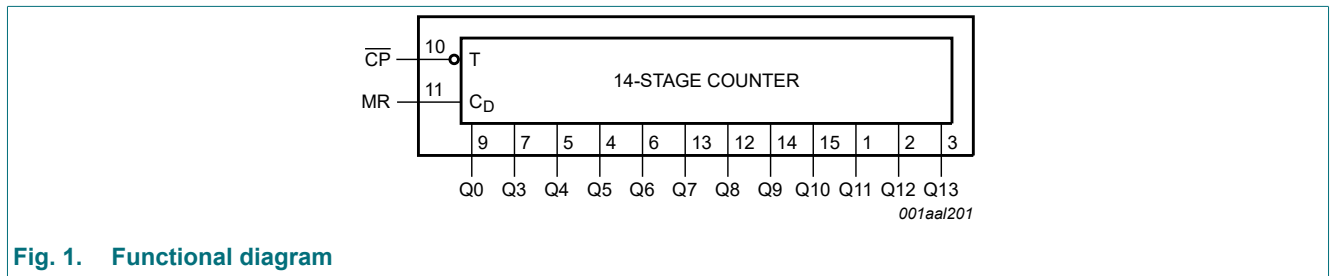 10
C̅P̅ T
14-STAGE COUNTER
11
MR CD
9 7 5 4 6 13 12 14 15 1 2 3
Q0 Q3 Q4 Q5 Q6 Q7 Q8 Q9 Q10 Q11 Q12 Q13
001aal201
Fig. 1. Functional diagram